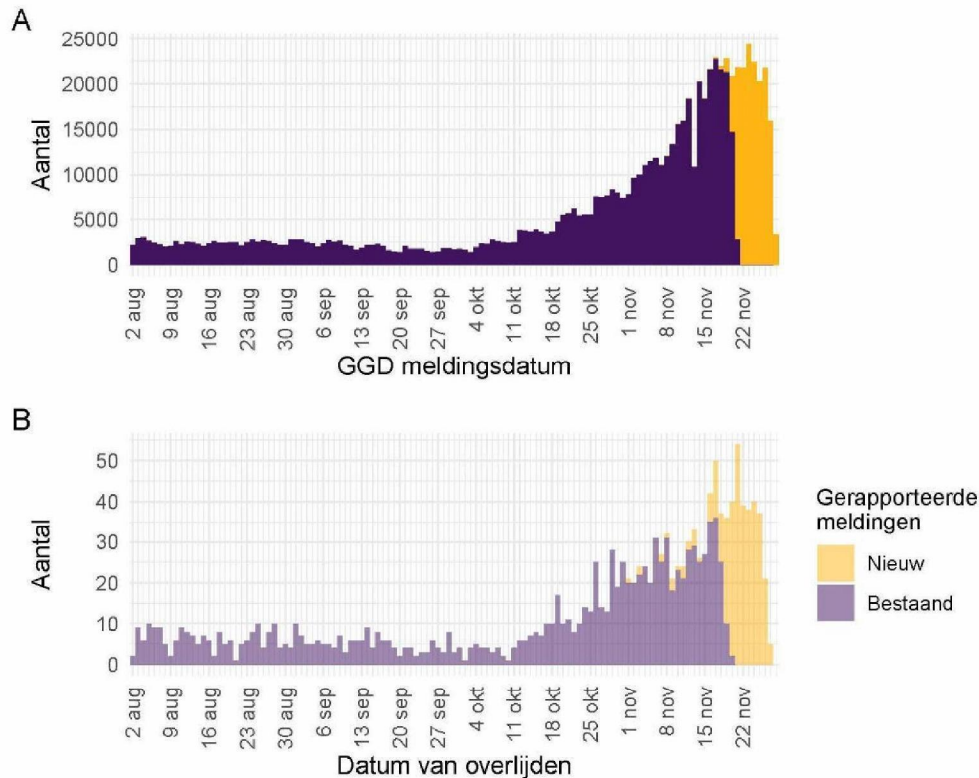 A
25000
20000
15000
10000
5000
0
Aantal
2 aug
9 aug
16 aug
23 aug
30 aug
6 sep
13 sep
20 sep
27 sep
4 okt
11 okt
18 okt
25 okt
1 nov
8 nov
15 nov
22 nov
GGD meldingsdatum
B
50
40
30
20
10
0
Aantal
2 aug
9 aug
16 aug
23 aug
30 aug
6 sep
13 sep
20 sep
27 sep
4 okt
11 okt
18 okt
25 okt
1 nov
8 nov
15 nov
22 nov
Datum van overlijden
Gerapporteerde
meldingen
Nieuw
Bestaand